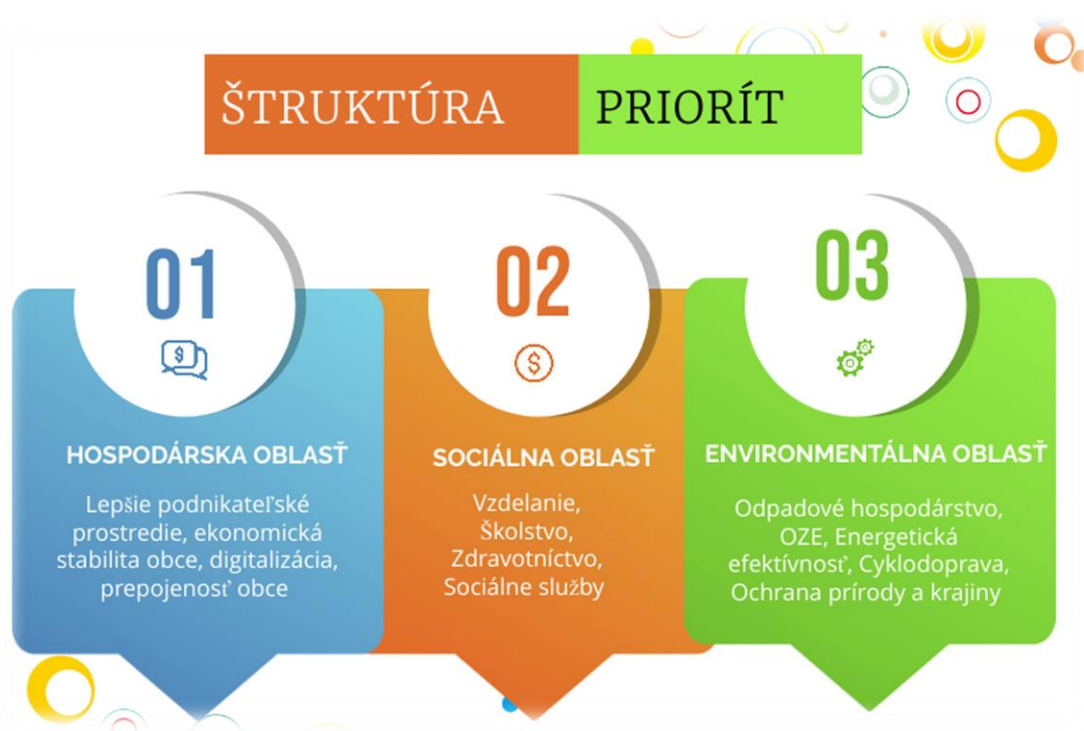 ŠTRUKTÚRA PRIORÍT
01
HOSPODÁRSKA OBLASŤ
Lepšie podnikateľské
prostredie, ekonomická
stabilita obce, digitalizácia,
prepojenosť obce
02
SOCIÁLNA OBLASŤ
Vzdelanie,
Školstvo,
Zdravotníctvo,
Sociálne služby
03
ENVIRONMENTÁLNA OBLASŤ
Odpadové hospodárstvo,
OZE, Energetická
efektívnosť, Cyklodoprava,
Ochrana prírody a krajiny